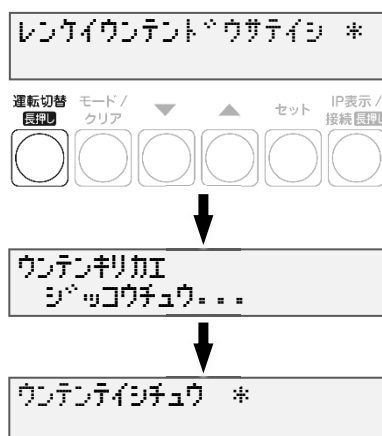 レンケイウンテンドウサテイシ *
運転切替 長押し
モード/クリア
▼
▲
セット
IP表示/接続長押し
ウンテンキリカエ
ジッコウチュウ...
ウンテンテイシチュウ *